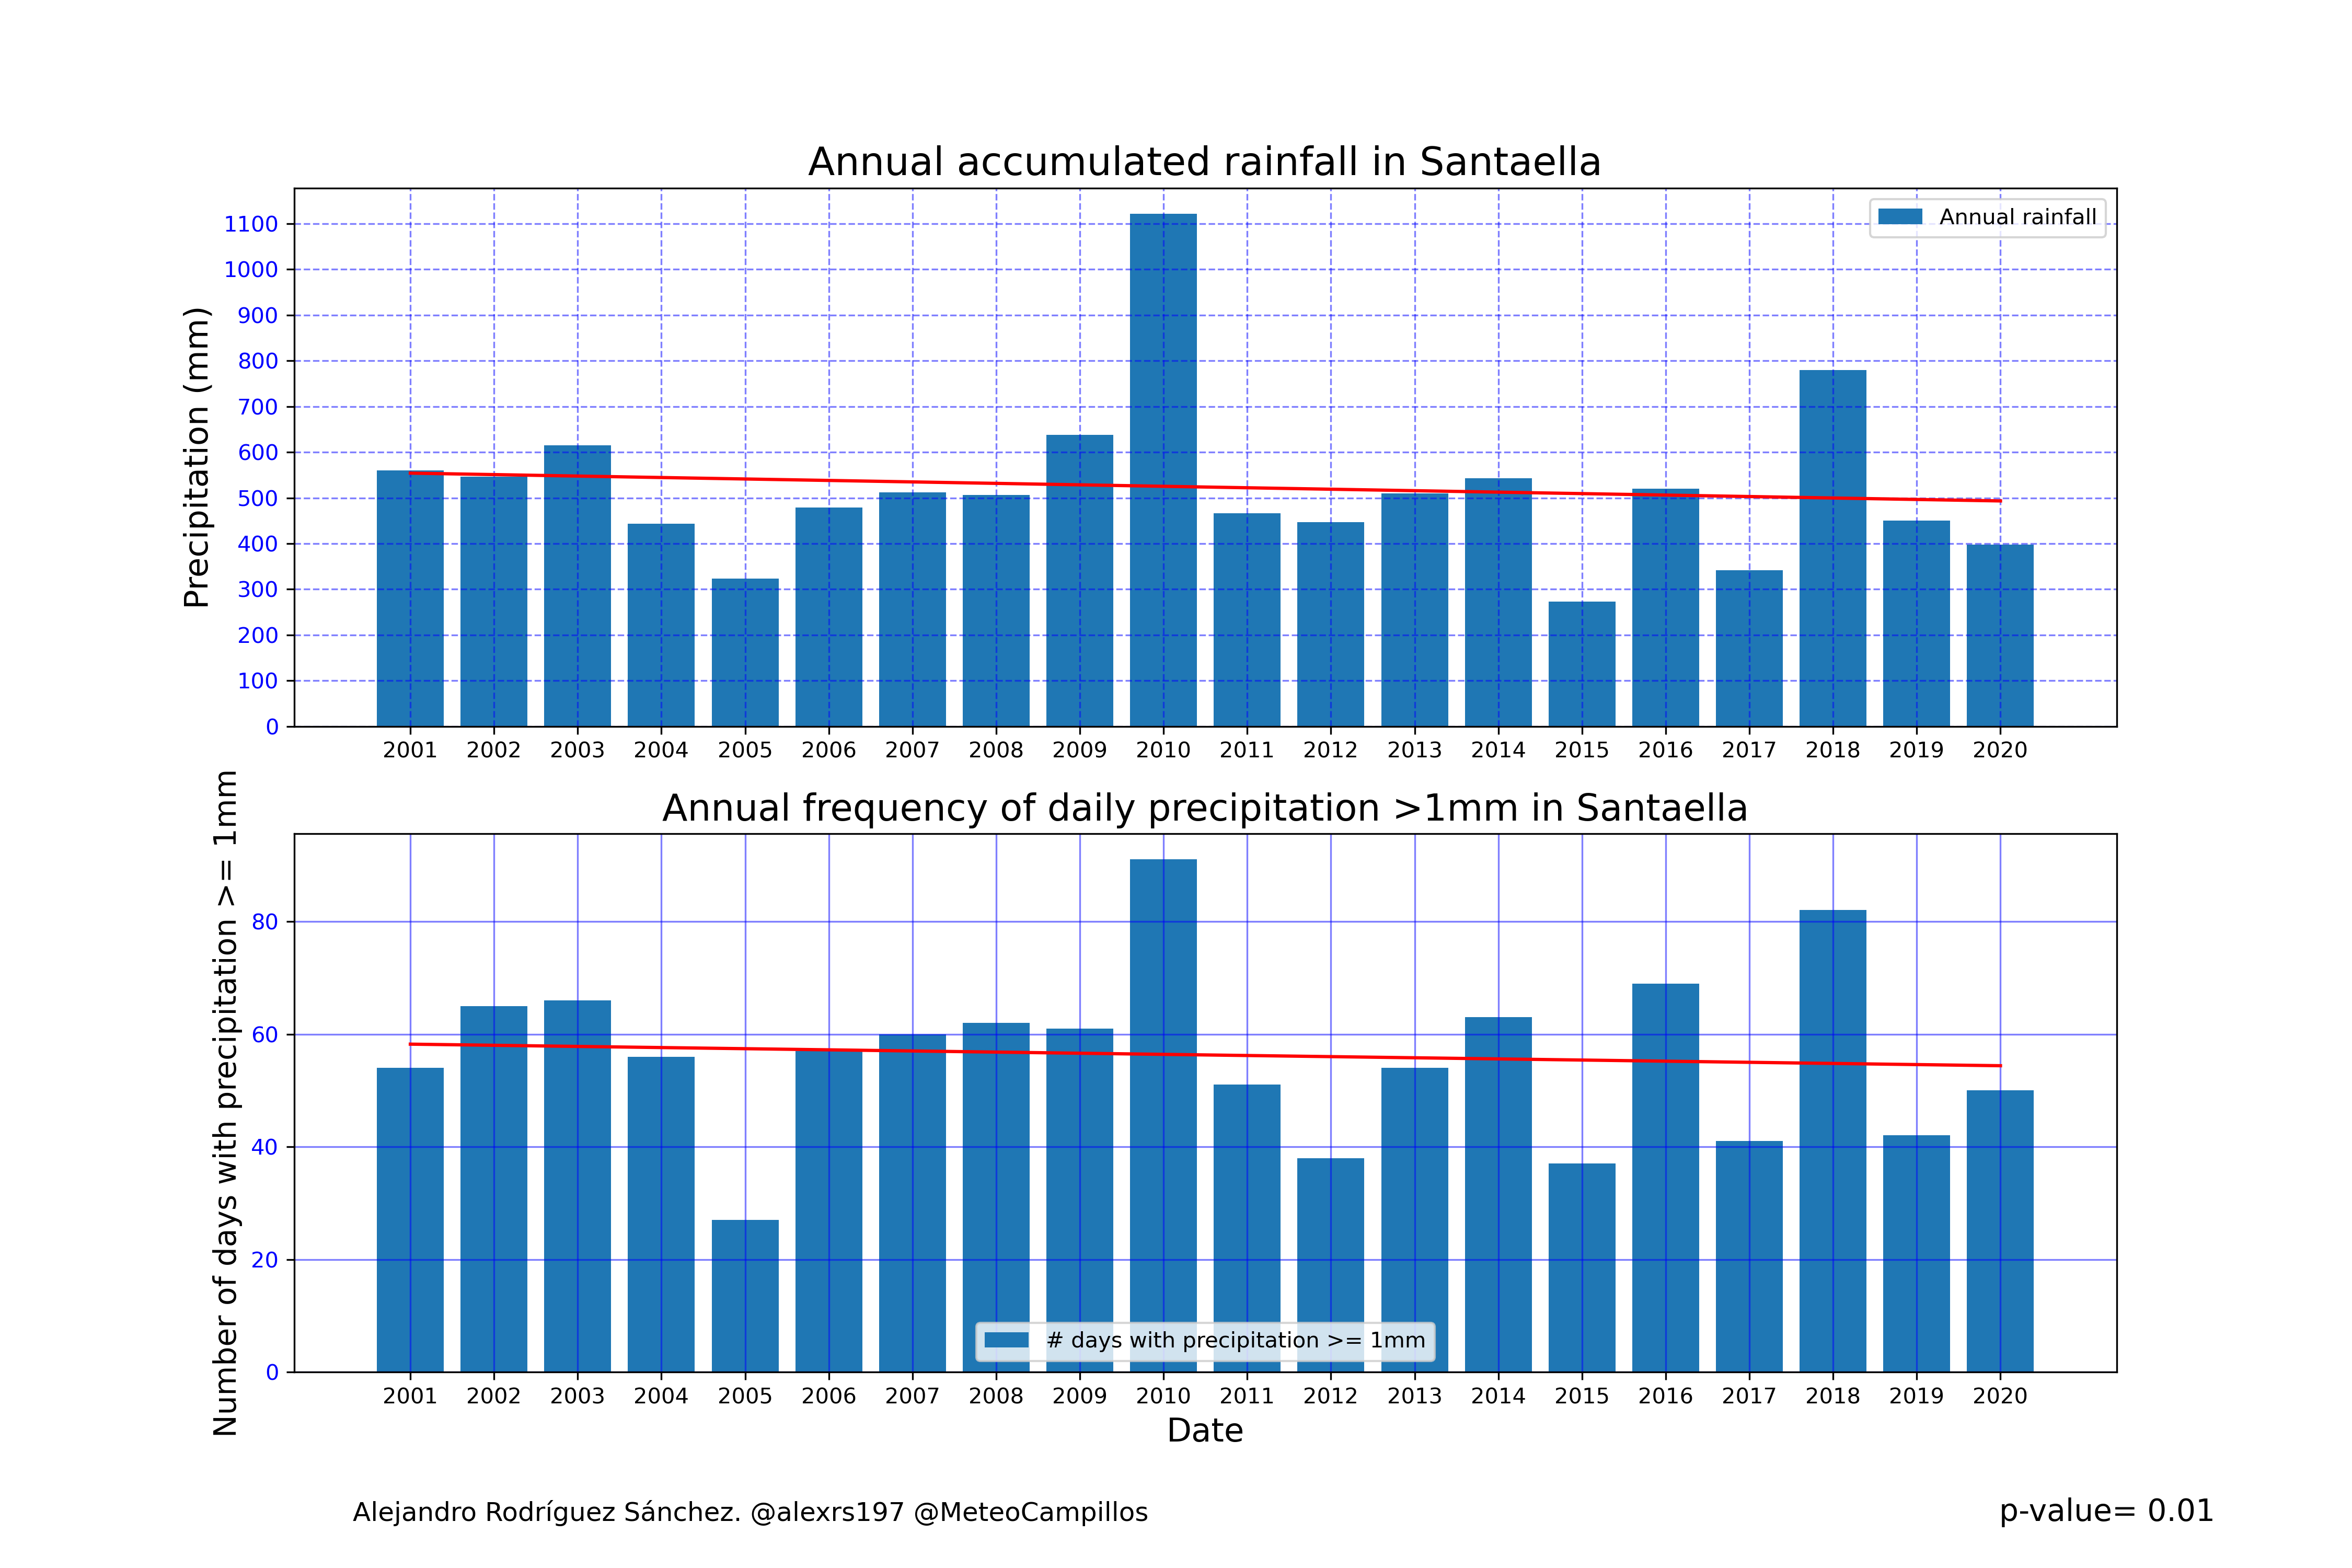 Annual accumulated rainfall in Santaella
Precipitation (mm)
1100
1000
900
800
700
600
500
400
300
200
100
0
Annual rainfall
2001 2002 2003 2004 2005 2006 2007 2008 2009 2010 2011 2012 2013 2014 2015 2016 2017 2018 2019 2020
Annual frequency of daily precipitation >1mm in Santaella
Number of days with precipitation >= 1mm
80
60
40
20
0
# days with precipitation >= 1mm
2001 2002 2003 2004 2005 2006 2007 2008 2009 2010 2011 2012 2013 2014 2015 2016 2017 2018 2019 2020
Date
Alejandro Rodríguez Sánchez. @alexrs197 @MeteoCampillos
p-value= 0.01